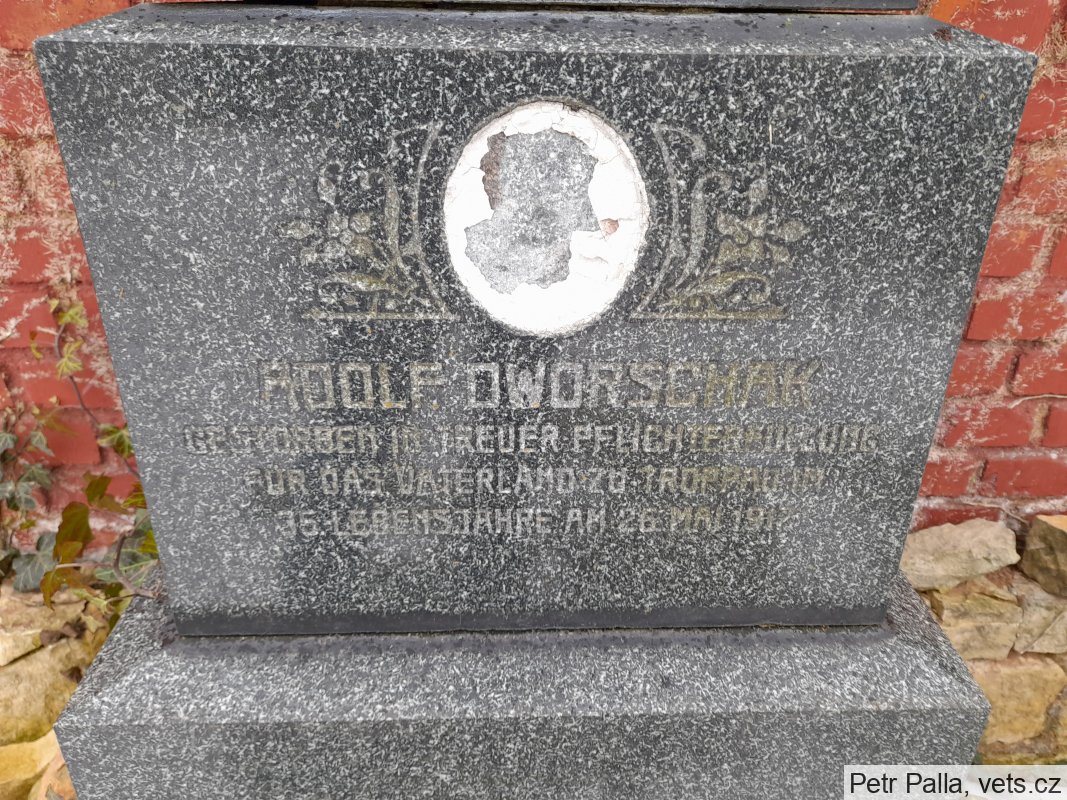 ADOLF DWORSCHAK
GESTORBEN IN TREUER PFLICHTERFÜLLUNG
FÜR DAS VATERLAND ZU TROPPAU IM
36. LEBENSJAHRE AM 26. MAI 1917
Petr Palla, vets.cz